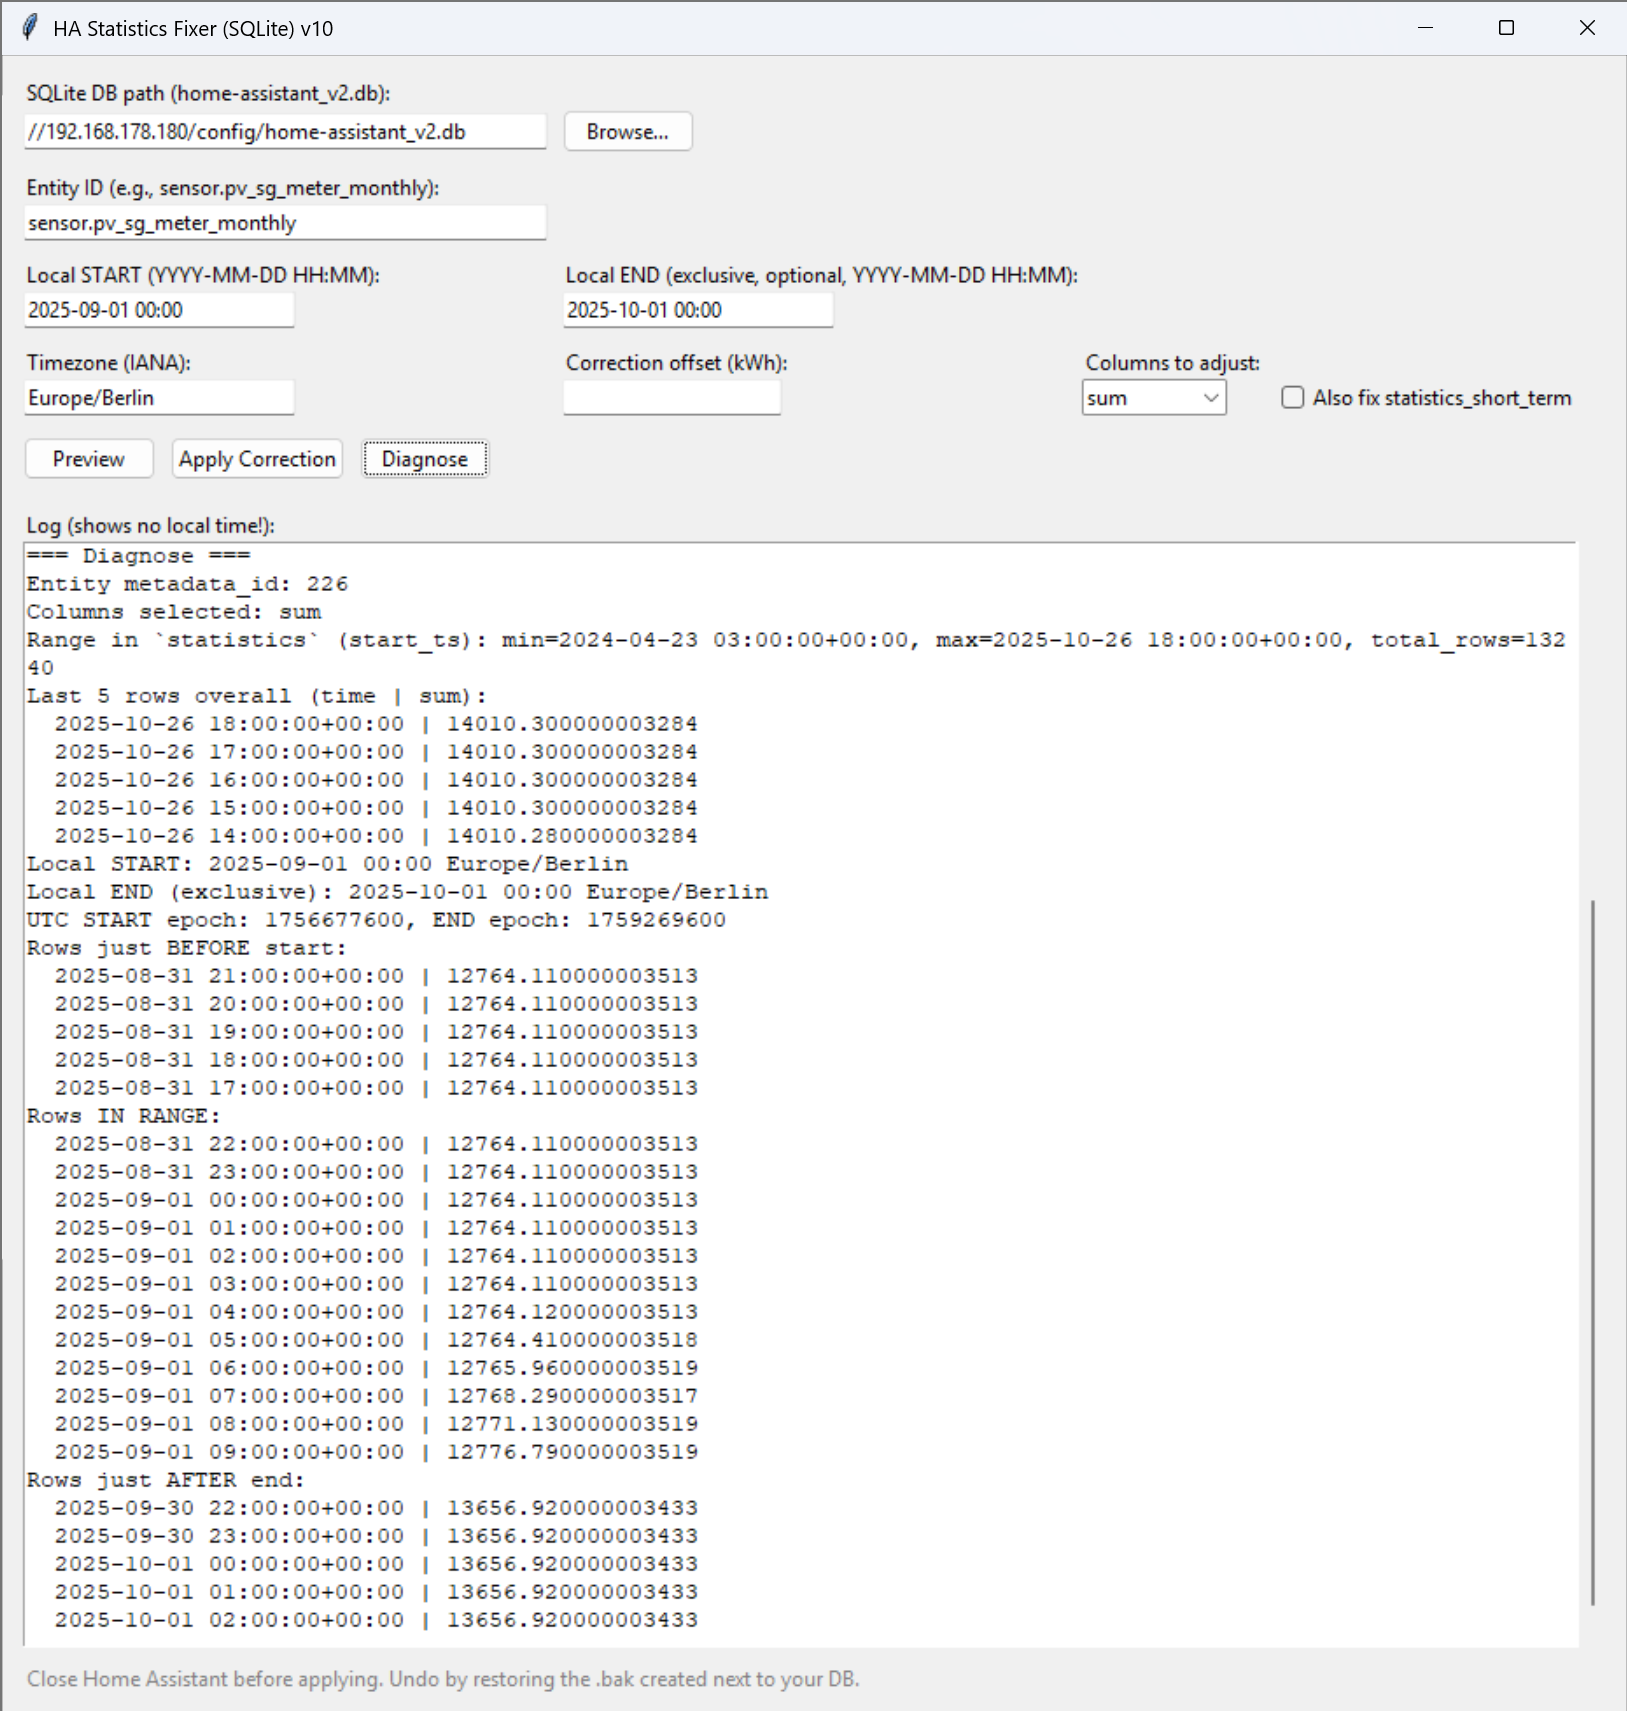 HA Statistics Fixer (SQLite) v10
SQLite DB path (home-assistant_v2.db):
//192.168.178.180/config/home-assistant_v2.db Browse...
Entity ID (e.g., sensor.pv_sg_meter_monthly):
sensor.pv_sg_meter_monthly
Local START (YYYY-MM-DD HH:MM): Local END (exclusive, optional, YYYY-MM-DD HH:MM):
2025-09-01 00:00 2025-10-01 00:00
Timezone (IANA): Correction offset (kWh): Columns to adjust:
Europe/Berlin sum Also fix statistics_short_term
Preview Apply Correction Diagnose
Log (shows no local time!):
=== Diagnose ===
Entity metadata_id: 226
Columns selected: sum
Range in `statistics` (start_ts): min=2024-04-23 03:00:00+00:00, max=2025-10-26 18:00:00+00:00, total_rows=132
40
Last 5 rows overall (time | sum):
2025-10-26 18:00:00+00:00 | 14010.300000003284
2025-10-26 17:00:00+00:00 | 14010.300000003284
2025-10-26 16:00:00+00:00 | 14010.300000003284
2025-10-26 15:00:00+00:00 | 14010.300000003284
2025-10-26 14:00:00+00:00 | 14010.280000003284
Local START: 2025-09-01 00:00 Europe/Berlin
Local END (exclusive): 2025-10-01 00:00 Europe/Berlin
UTC START epoch: 1756677600, END epoch: 1759269600
Rows just BEFORE start:
2025-08-31 21:00:00+00:00 | 12764.110000003513
2025-08-31 20:00:00+00:00 | 12764.110000003513
2025-08-31 19:00:00+00:00 | 12764.110000003513
2025-08-31 18:00:00+00:00 | 12764.110000003513
2025-08-31 17:00:00+00:00 | 12764.110000003513
Rows IN RANGE:
2025-08-31 22:00:00+00:00 | 12764.110000003513
2025-08-31 23:00:00+00:00 | 12764.110000003513
2025-09-01 00:00:00+00:00 | 12764.110000003513
2025-09-01 01:00:00+00:00 | 12764.110000003513
2025-09-01 02:00:00+00:00 | 12764.110000003513
2025-09-01 03:00:00+00:00 | 12764.110000003513
2025-09-01 04:00:00+00:00 | 12764.120000003513
2025-09-01 05:00:00+00:00 | 12764.410000003518
2025-09-01 06:00:00+00:00 | 12765.960000003519
2025-09-01 07:00:00+00:00 | 12768.290000003517
2025-09-01 08:00:00+00:00 | 12771.130000003519
2025-09-01 09:00:00+00:00 | 12776.790000003519
Rows just AFTER end:
2025-09-30 22:00:00+00:00 | 13656.920000003433
2025-09-30 23:00:00+00:00 | 13656.920000003433
2025-10-01 00:00:00+00:00 | 13656.920000003433
2025-10-01 01:00:00+00:00 | 13656.920000003433
2025-10-01 02:00:00+00:00 | 13656.920000003433
Close Home Assistant before applying. Undo by restoring the .bak created next to your DB.